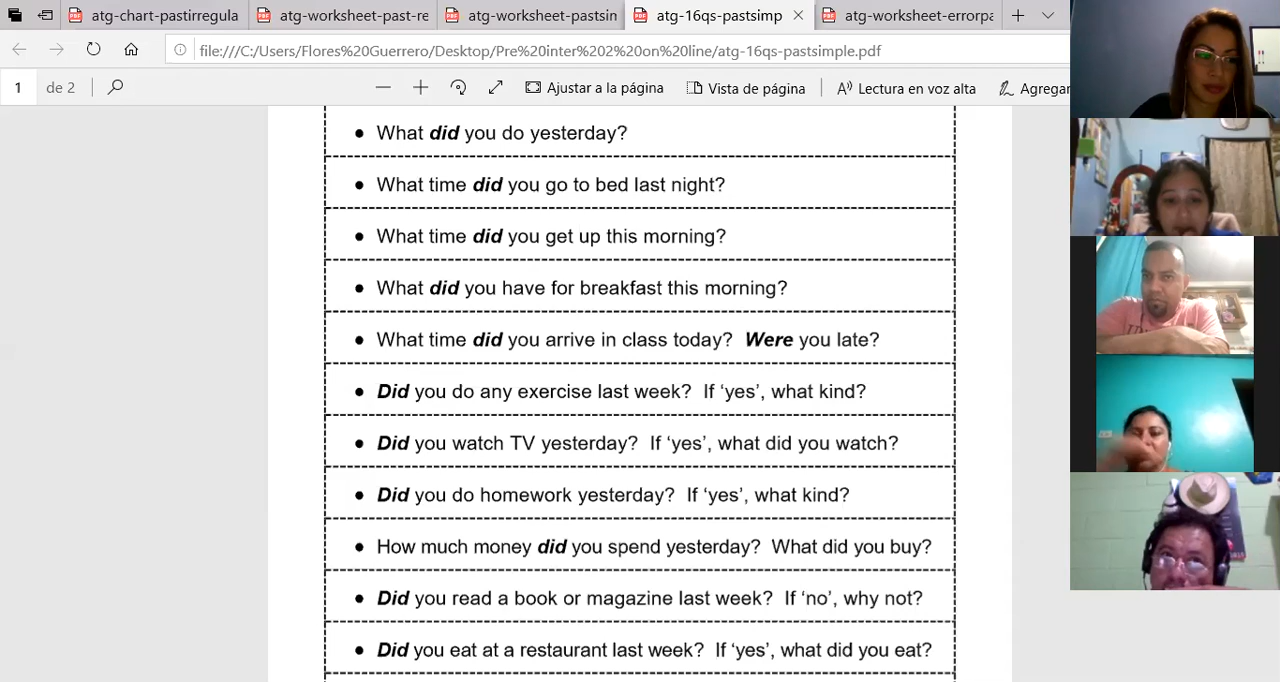 atg-chart-pastirregula
atg-worksheet-past-re
atg-worksheet-pastsin
atg-16qs-pastsimp
atg-worksheet-errorpa
file:///C:/Users/Flores%20Guerrero/Desktop/Pre%20inter%202%20on%20line/atg-16qs-pastsimple.pdf
1 de 2 Ajustar a la página Vista de página Lectura en voz alta Agregar
• What did you do yesterday?
• What time did you go to bed last night?
• What time did you get up this morning?
• What did you have for breakfast this morning?
• What time did you arrive in class today? Were you late?
• Did you do any exercise last week? If ‘yes’, what kind?
• Did you watch TV yesterday? If ‘yes’, what did you watch?
• Did you do homework yesterday? If ‘yes’, what kind?
• How much money did you spend yesterday? What did you buy?
• Did you read a book or magazine last week? If ‘no’, why not?
• Did you eat at a restaurant last week? If ‘yes’, what did you eat?